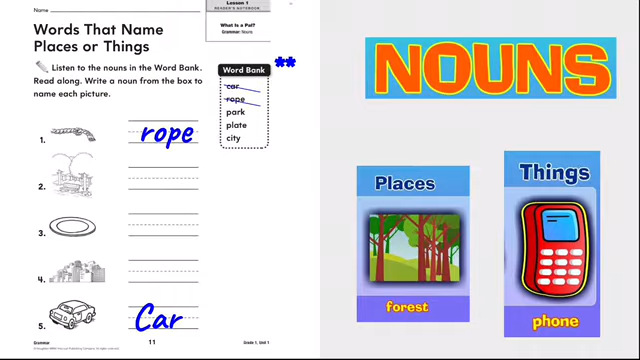 Name
Lesson 1
READER'S NOTEBOOK
What Is a Pal?
Grammar: Nouns
Words That Name
Places or Things
Listen to the nouns in the Word Bank.
Read along. Write a noun from the box to
name each picture.
**
Word Bank
car
rope
park
plate
city
1. rope
2.
3.
4.
5. Car
Grammar
11
Grade 1, Unit 1
NOUNS
Places
forest
Things
phone